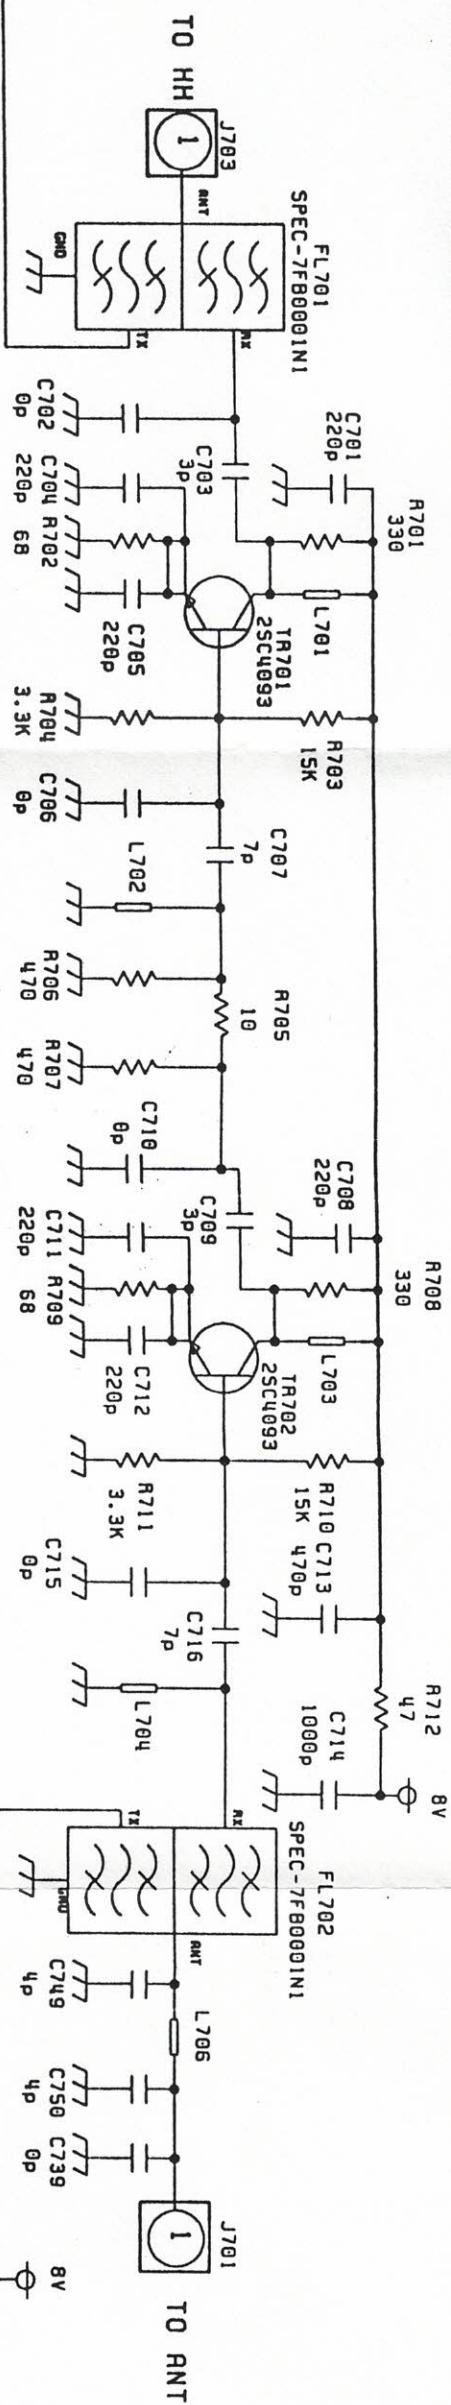 TO HH
J703
1
ANT
FL701
SPEC-7FB0001N1
GND
TX
RX
C702
0p
C703
3p
C701
220p
C704
220p
R702
68
C705
220p
R701
330
L701
TR701
2SC4093
R704
3.3K
R703
15K
C706
0p
C707
7p
L702
R706
470
R705
10
R707
470
C710
0p
C709
3p
C708
220p
C711
220p
R709
68
C712
220p
R708
330
L703
TR702
2SC4093
R711
3.3K
R710
15K
C713
470p
C715
0p
C716
7p
L704
R712
47
C714
1000p
8V
TX
RX
FL702
SPEC-7FB0001N1
GND
ANT
C749
4p
L706
C750
4p
C739
0p
J701
1
8V
TO ANT